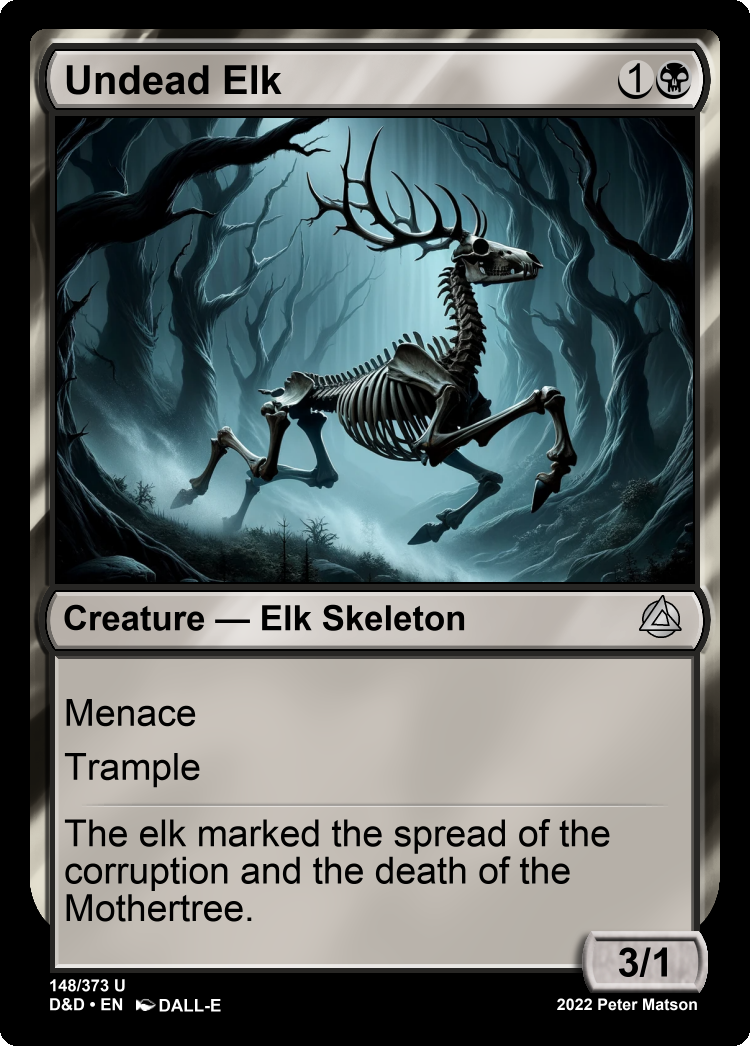 Undead Elk
1
Creature — Elk Skeleton
Menace
Trample
The elk marked the spread of the
corruption and the death of the
Mothertree.
3/1
148/373 U
D&D • EN DALL-E
2022 Peter Matson